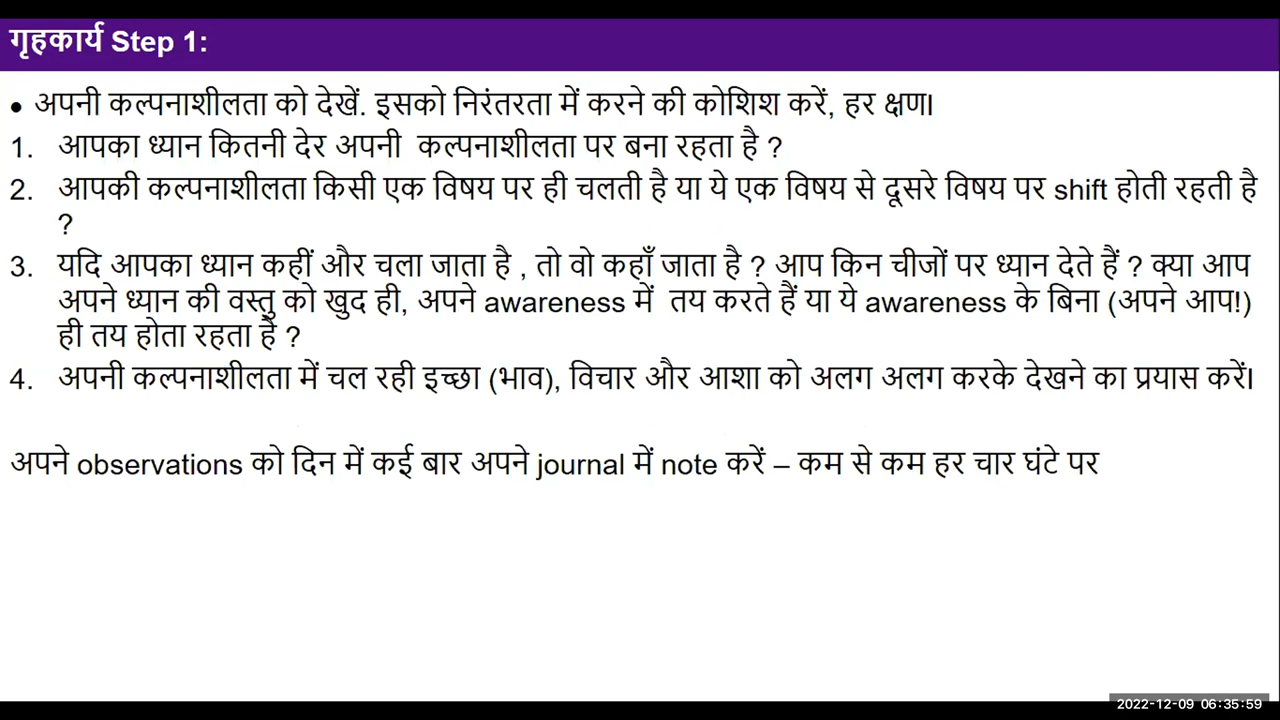 गृहकार्य Step 1:
• अपनी कल्पनाशीलता को देखें. इसको निरंतरता में करने की कोशिश करें, हर क्षण।
1. आपका ध्यान कितनी देर अपनी कल्पनाशीलता पर बना रहता है ?
2. आपकी कल्पनाशीलता किसी एक विषय पर ही चलती है या ये एक विषय से दूसरे विषय पर shift होती रहती है
?
3. यदि आपका ध्यान कहीं और चला जाता है , तो वो कहाँ जाता है ? आप किन चीजों पर ध्यान देते हैं ? क्या आप
अपने ध्यान की वस्तु को खुद ही, अपने awareness में तय करते हैं या ये awareness के बिना (अपने आप!)
ही तय होता रहता है ?
4. अपनी कल्पनाशीलता में चल रही इच्छा (भाव), विचार और आशा को अलग अलग करके देखने का प्रयास करें।
अपने observations को दिन में कई बार अपने journal में note करें – कम से कम हर चार घंटे पर
2022-12-09 06:35:59